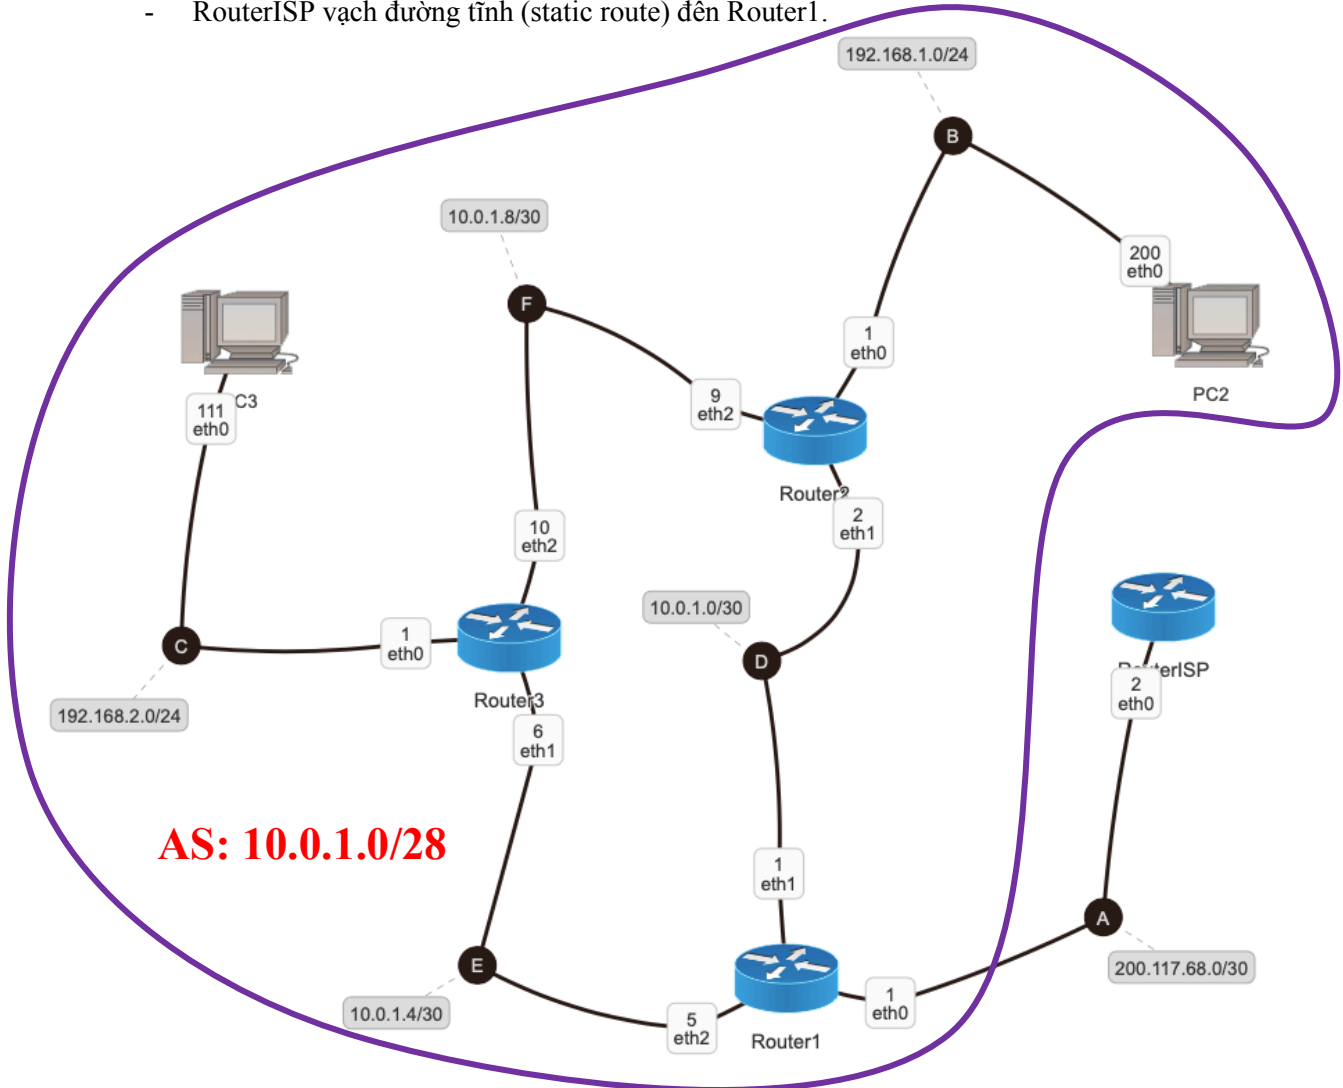 - RouterISP vạch đường tĩnh (static route) đến Router1.
192.168.1.0/24
B
10.0.1.8/30
200
eth0
F
1
eth0
PC2
9
eth2
C3
111
eth0
Router2
2
eth1
10
eth2
10.0.1.0/30
D
1
eth0
C
RouterISP
2
eth0
Router3
192.168.2.0/24
6
eth1
AS: 10.0.1.0/28
1
eth1
A
E
200.117.68.0/30
1
eth0
10.0.1.4/30
5
eth2
Router1